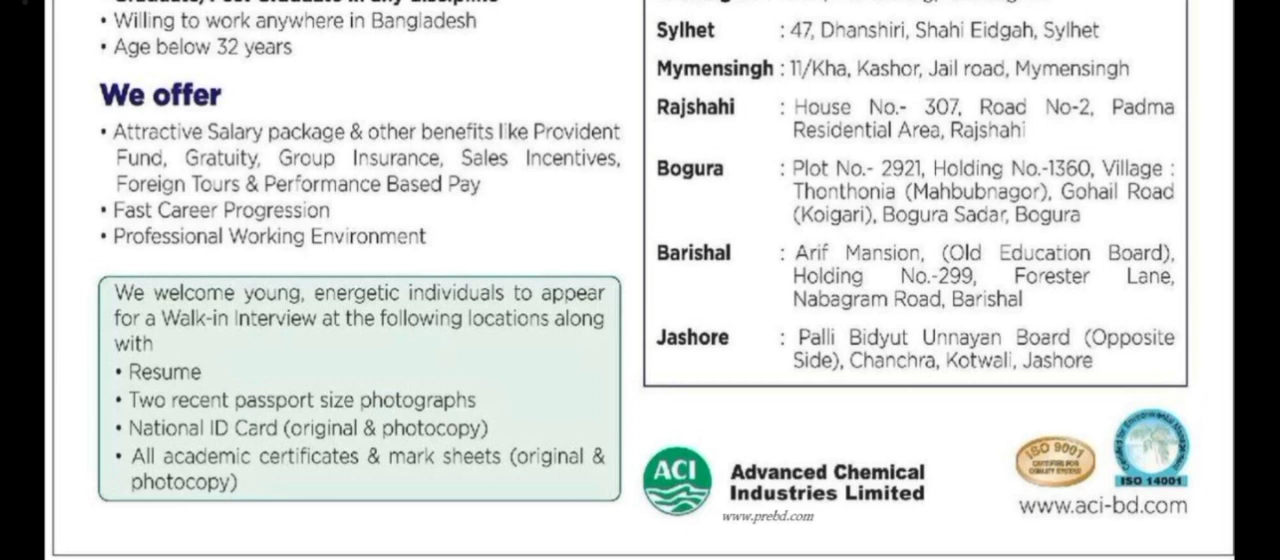 • Willing to work anywhere in Bangladesh
• Age below 32 years
We offer
• Attractive Salary package & other benefits like Provident
Fund, Gratuity, Group Insurance, Sales Incentives,
Foreign Tours & Performance Based Pay
• Fast Career Progression
• Professional Working Environment
We welcome young, energetic individuals to appear
for a Walk-in Interview at the following locations along
with
• Resume
• Two recent passport size photographs
• National ID Card (original & photocopy)
• All academic certificates & mark sheets (original &
photocopy)
Sylhet : 47, Dhanshiri, Shahi Eidgah, Sylhet
Mymensingh : 11/Kha, Kashor, Jail road, Mymensingh
Rajshahi : House No.- 307, Road No-2, Padma
Residential Area, Rajshahi
Bogura : Plot No.- 2921, Holding No.-1360, Village :
Thonthonia (Mahbubnagor), Gohail Road
(Koigari), Bogura Sadar, Bogura
Barishal : Arif Mansion, (Old Education Board),
Holding No.-299, Forester Lane,
Nabagram Road, Barishal
Jashore : Palli Bidyut Unnayan Board (Opposite
Side), Chanchra, Kotwali, Jashore
ACI
Advanced Chemical
Industries Limited
www.prebd.com
ISO 9001
ISO 14001
www.aci-bd.com